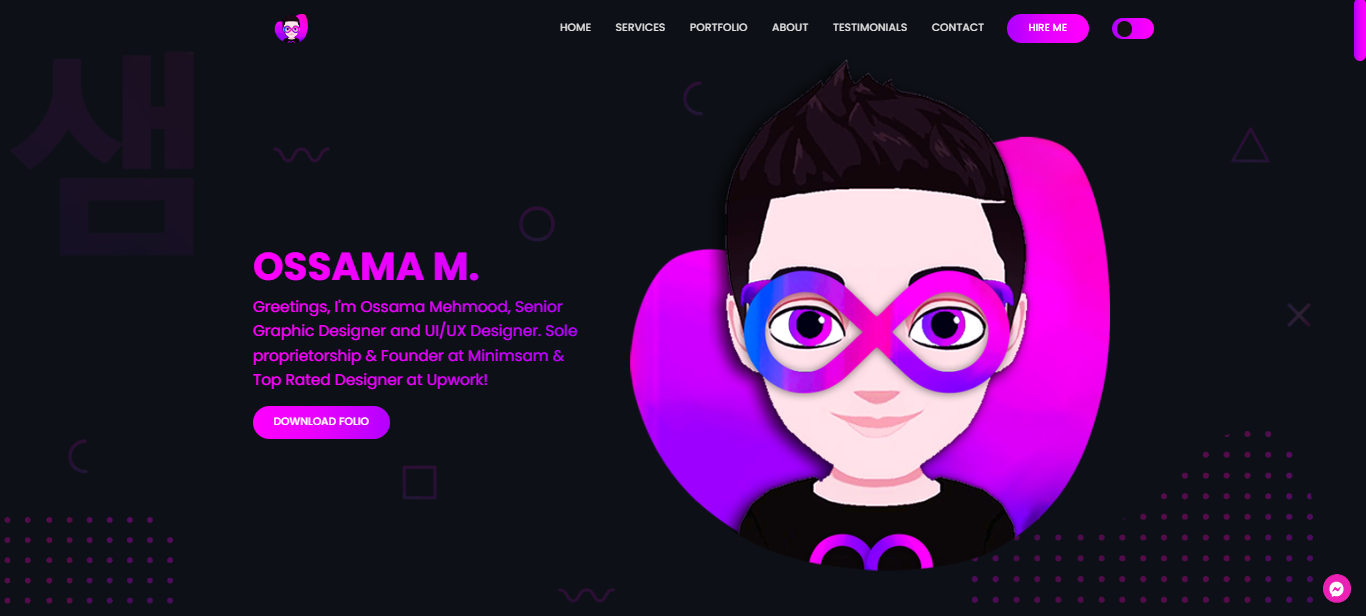 HOME SERVICES PORTFOLIO ABOUT TESTIMONIALS CONTACT HIRE ME
샘
OSSAMA M.
Greetings, I'm Ossama Mehmood, Senior
Graphic Designer and UI/UX Designer. Sole
proprietorship & Founder at Minimsam &
Top Rated Designer at Upwork!
DOWNLOAD FOLIO